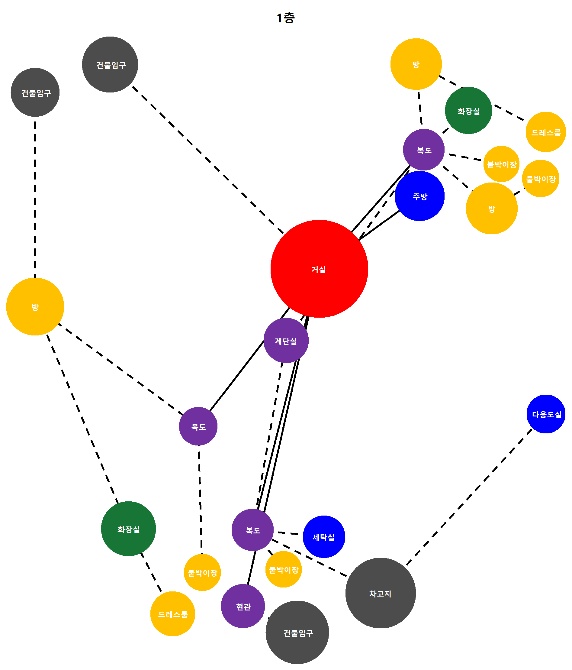 1층
건물입구
건물입구
방
화장실
드레스룸
복도
붙박이장
붙박이장
주방
방
거실
방
계단실
복도
다용도실
화장실
복도
세탁실
붙박이장
붙박이장
차고지
드레스룸
현관
건물입구